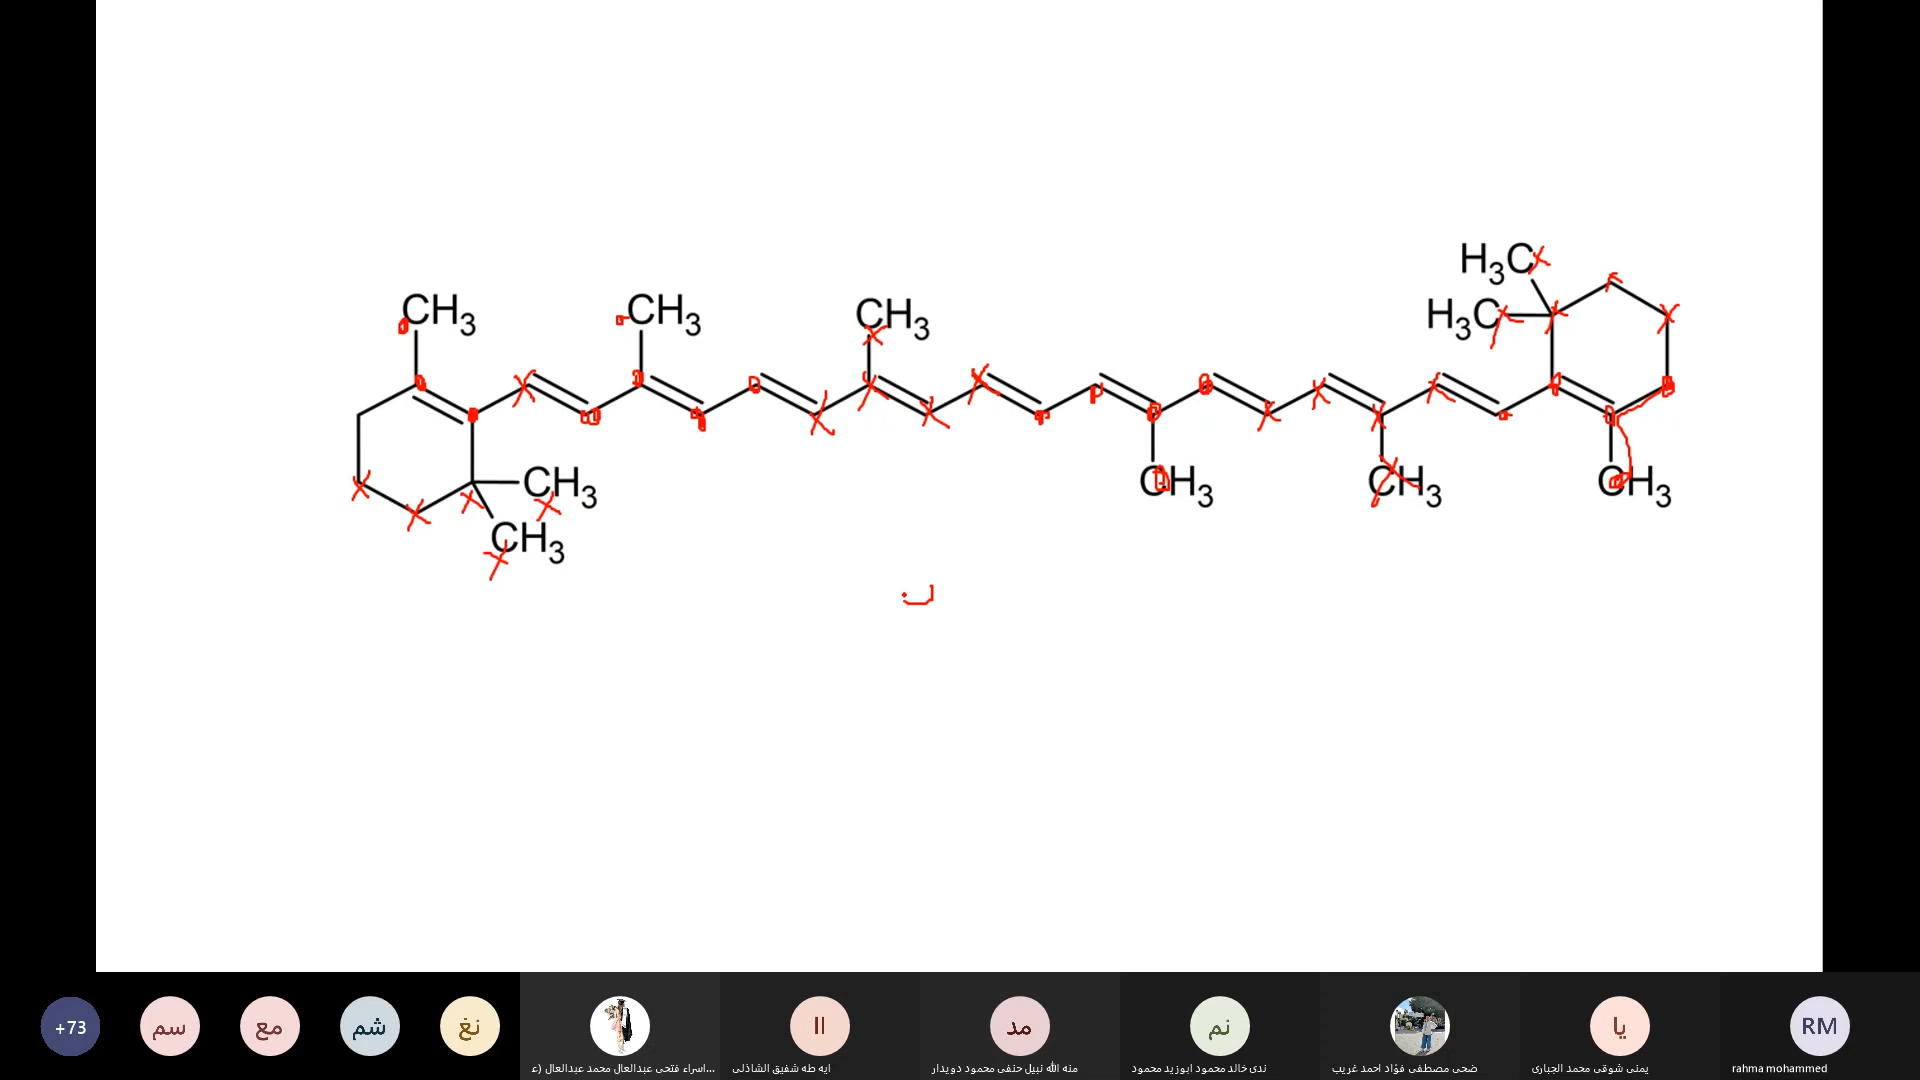 H3C
CH3 CH3 CH3 H3C
CH3 CH3 CH3 CH3
CH3
+73 سم مع شم نغ اا مد نم يا RM
اسراء فتحى عبدالعال محمد عبدالعال (ع... ايه طه شفيق الشاذلى منه الله نبيل حنفى محمود دويدار ندى خالد محمود ابوزيد محمود ضحى مصطفى فؤاد احمد غريب يمنى شوقى محمد الجبارى rahma mohammed